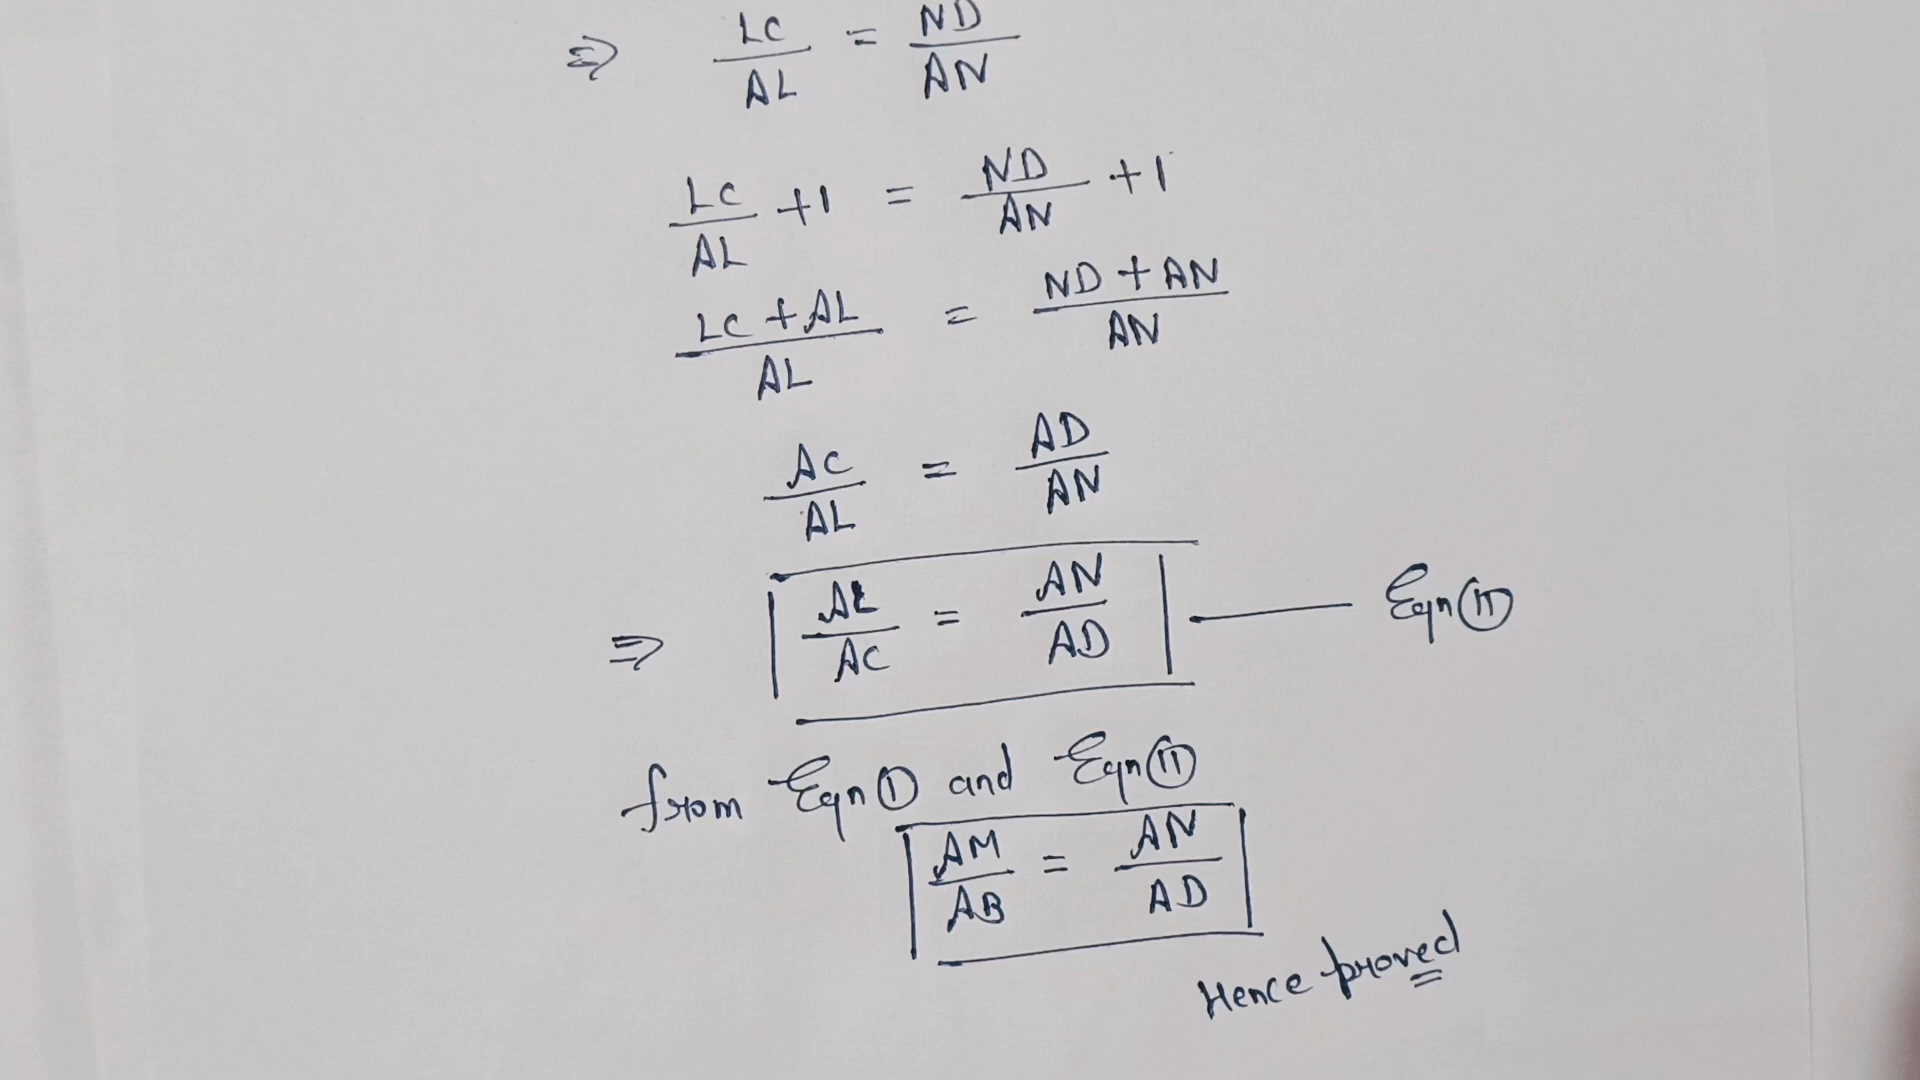 ⇒ LC/AL = ND/AN
LC/AL +1 = ND/AN +1
LC + AL/AL = ND + AN/AN
AC/AL = AD/AN
⇒ AL/AC = AN/AD —— Eqn (II)
from Eqn (I) and Eqn (II)
AM/AB = AN/AD
Hence proved